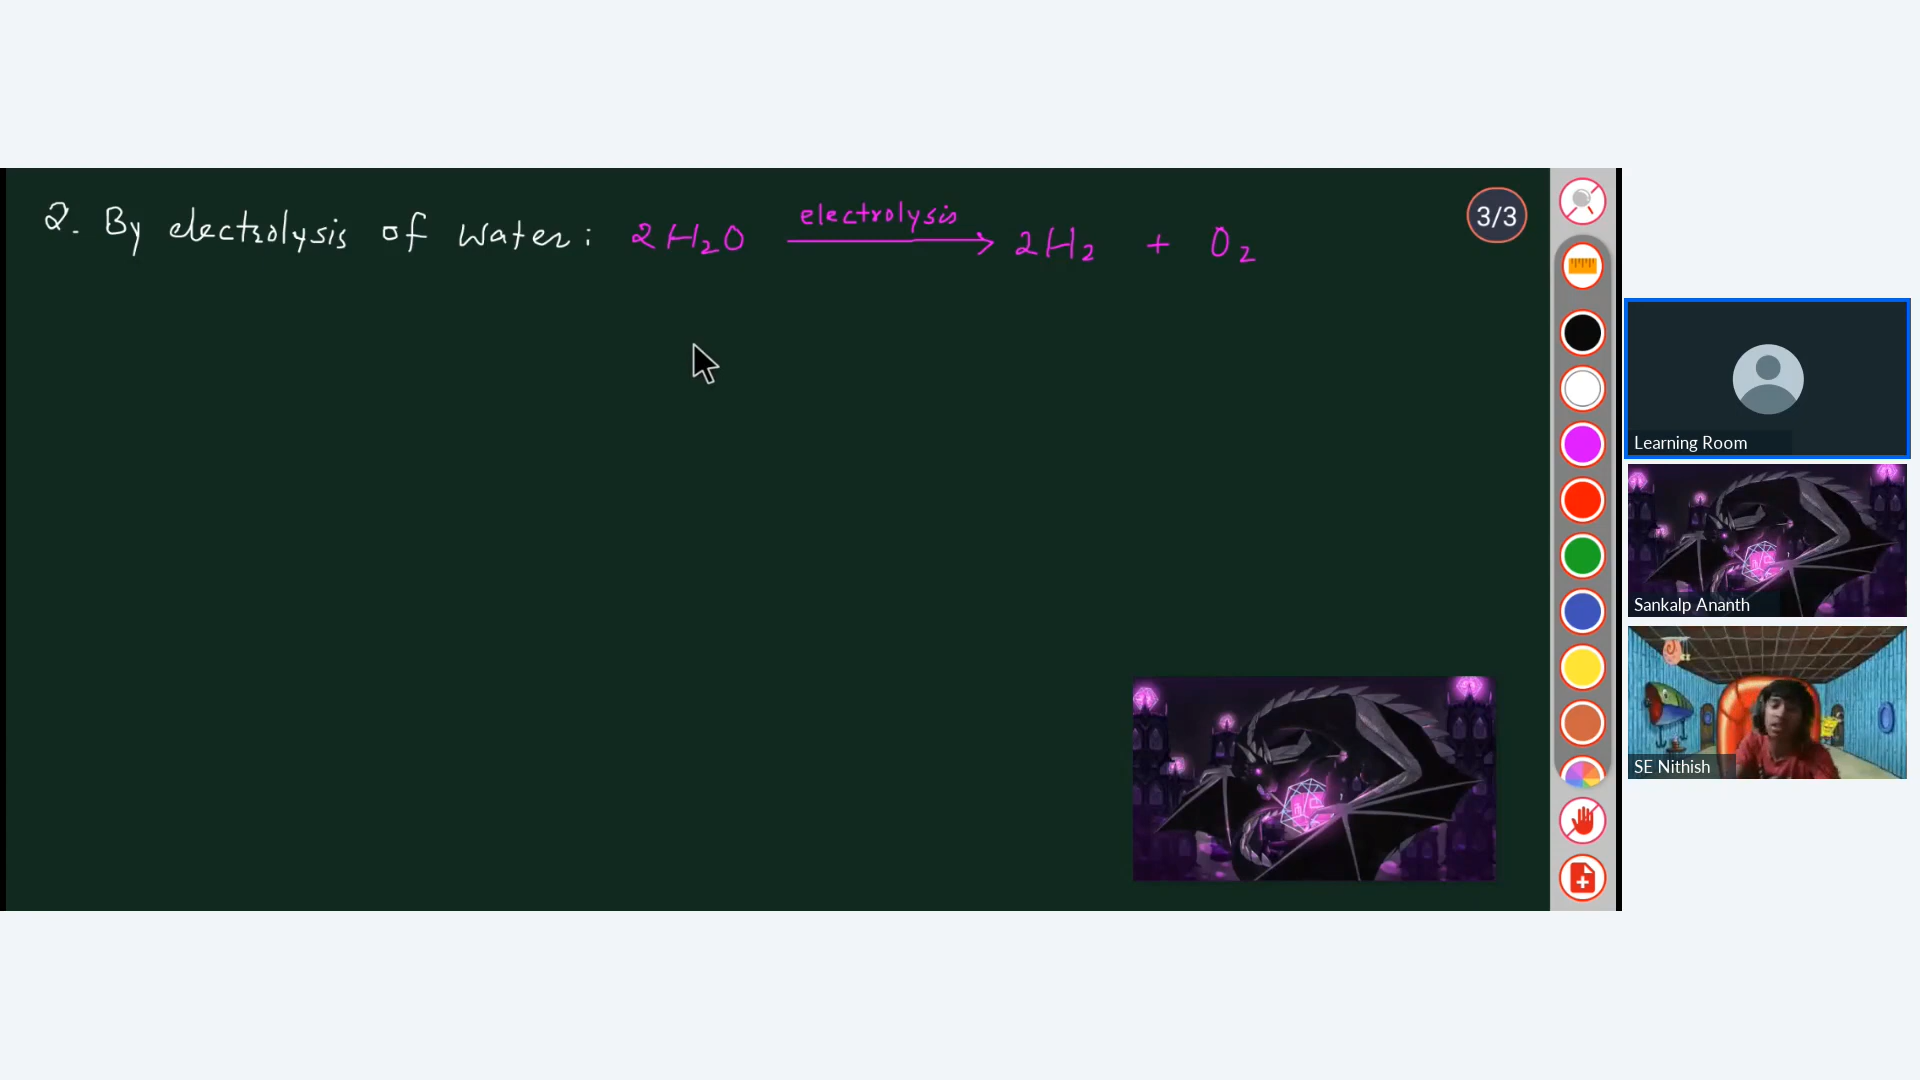 2. By electrolysis of water: 2H₂O electrolysis → 2H₂ + O₂
3/3
Learning Room
Sankalp Ananth
SE Nithish